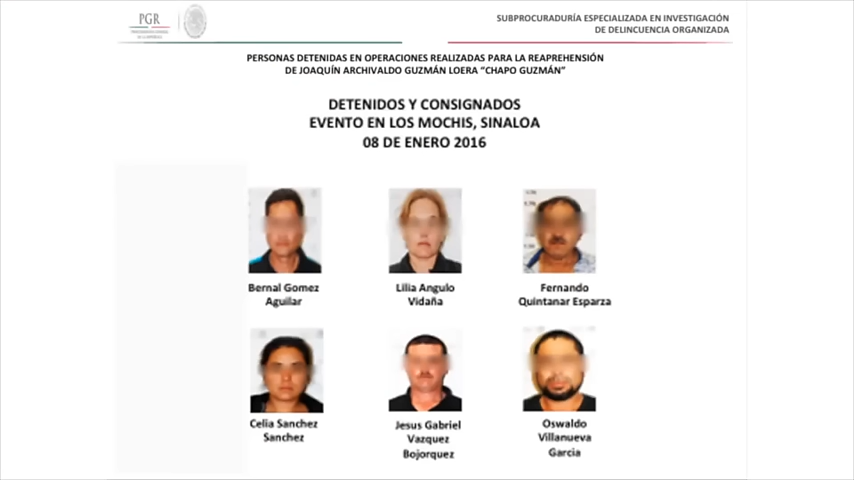 PGR
SUBPROCURADURÍA ESPECIALIZADA EN INVESTIGACIÓN
DE DELINCUENCIA ORGANIZADA
PERSONAS DETENIDAS EN OPERACIONES REALIZADAS PARA LA REAPREHENSIÓN
DE JOAQUÍN ARCHIVALDO GUZMÁN LOERA “CHAPO GUZMÁN”
DETENIDOS Y CONSIGNADOS
EVENTO EN LOS MOCHIS, SINALOA
08 DE ENERO 2016
Bernal Gomez
Aguilar
Lilia Angulo
Vidaña
Fernando
Quintanar Esparza
Celia Sanchez
Sanchez
Jesus Gabriel
Vazquez
Bojorquez
Oswaldo
Villanueva
Garcia